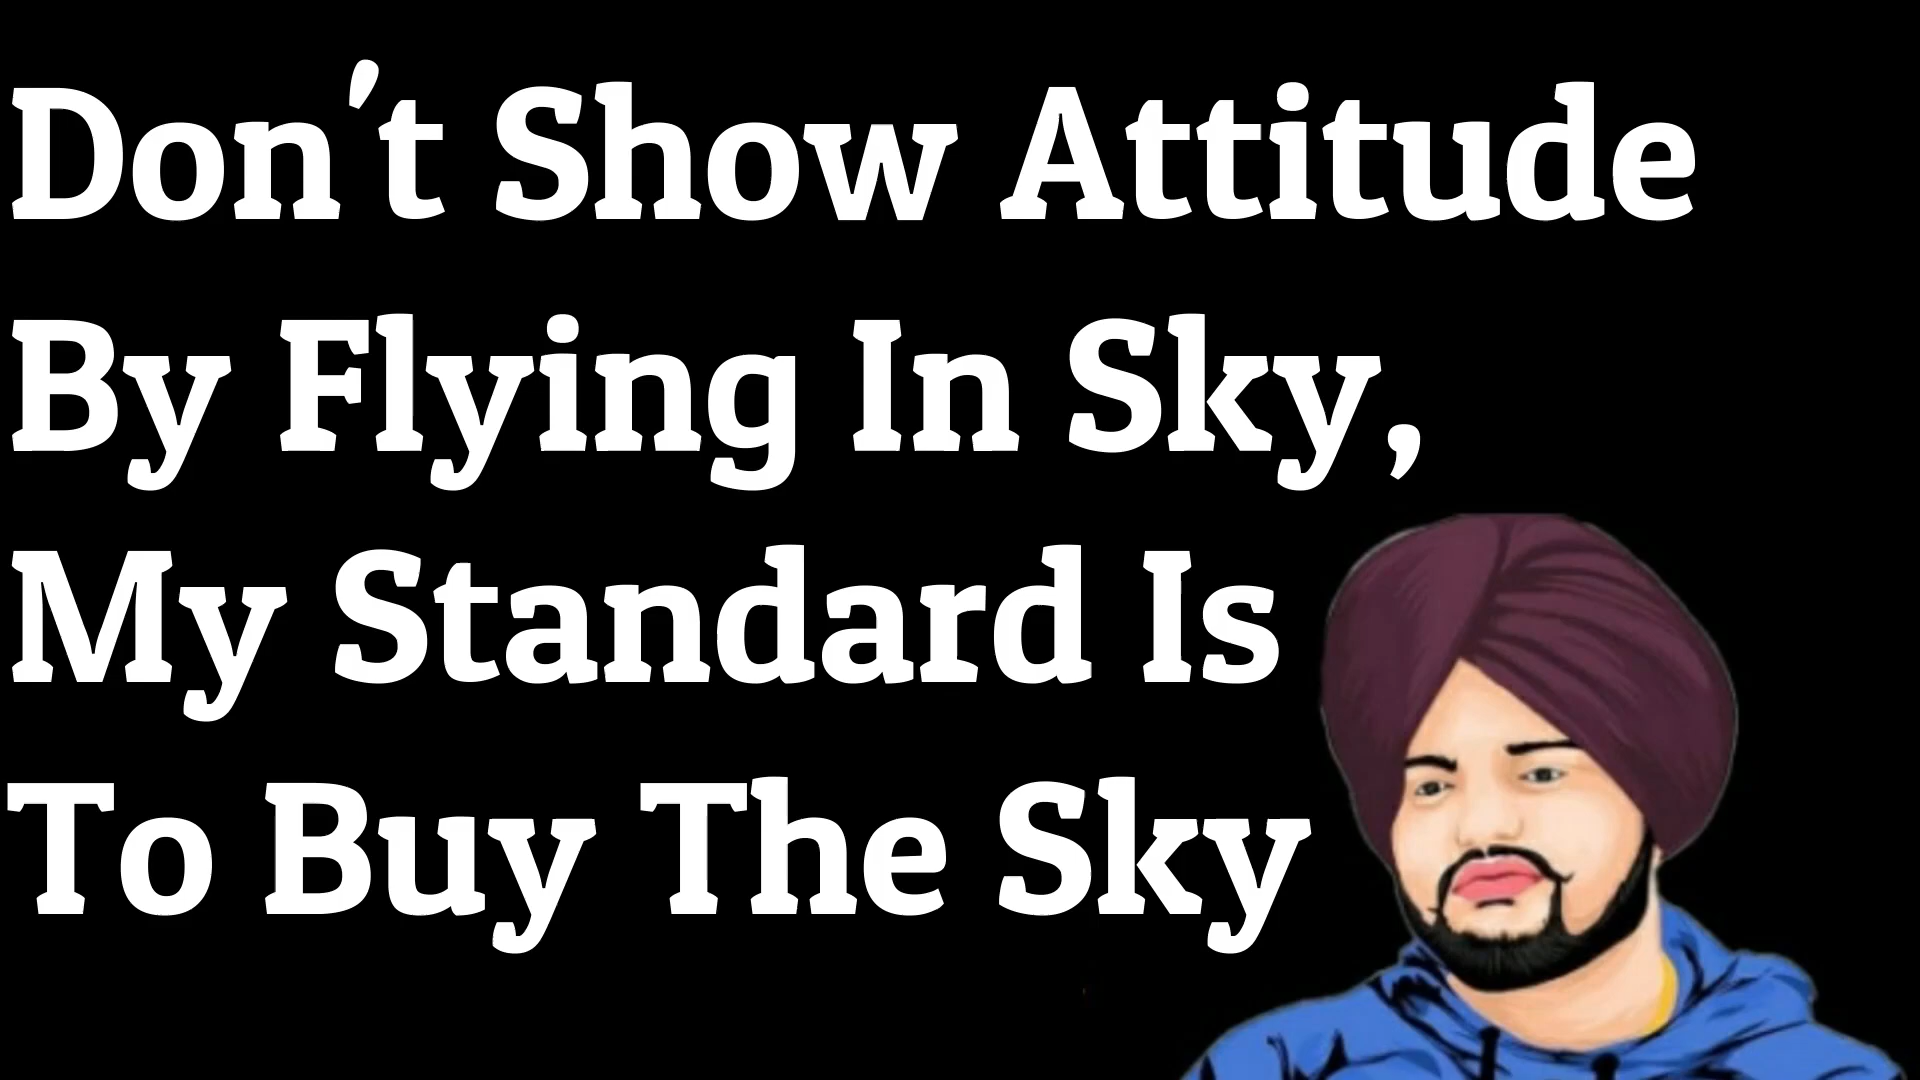 Don't Show Attitude
By Flying In Sky,
My Standard Is
To Buy The Sky